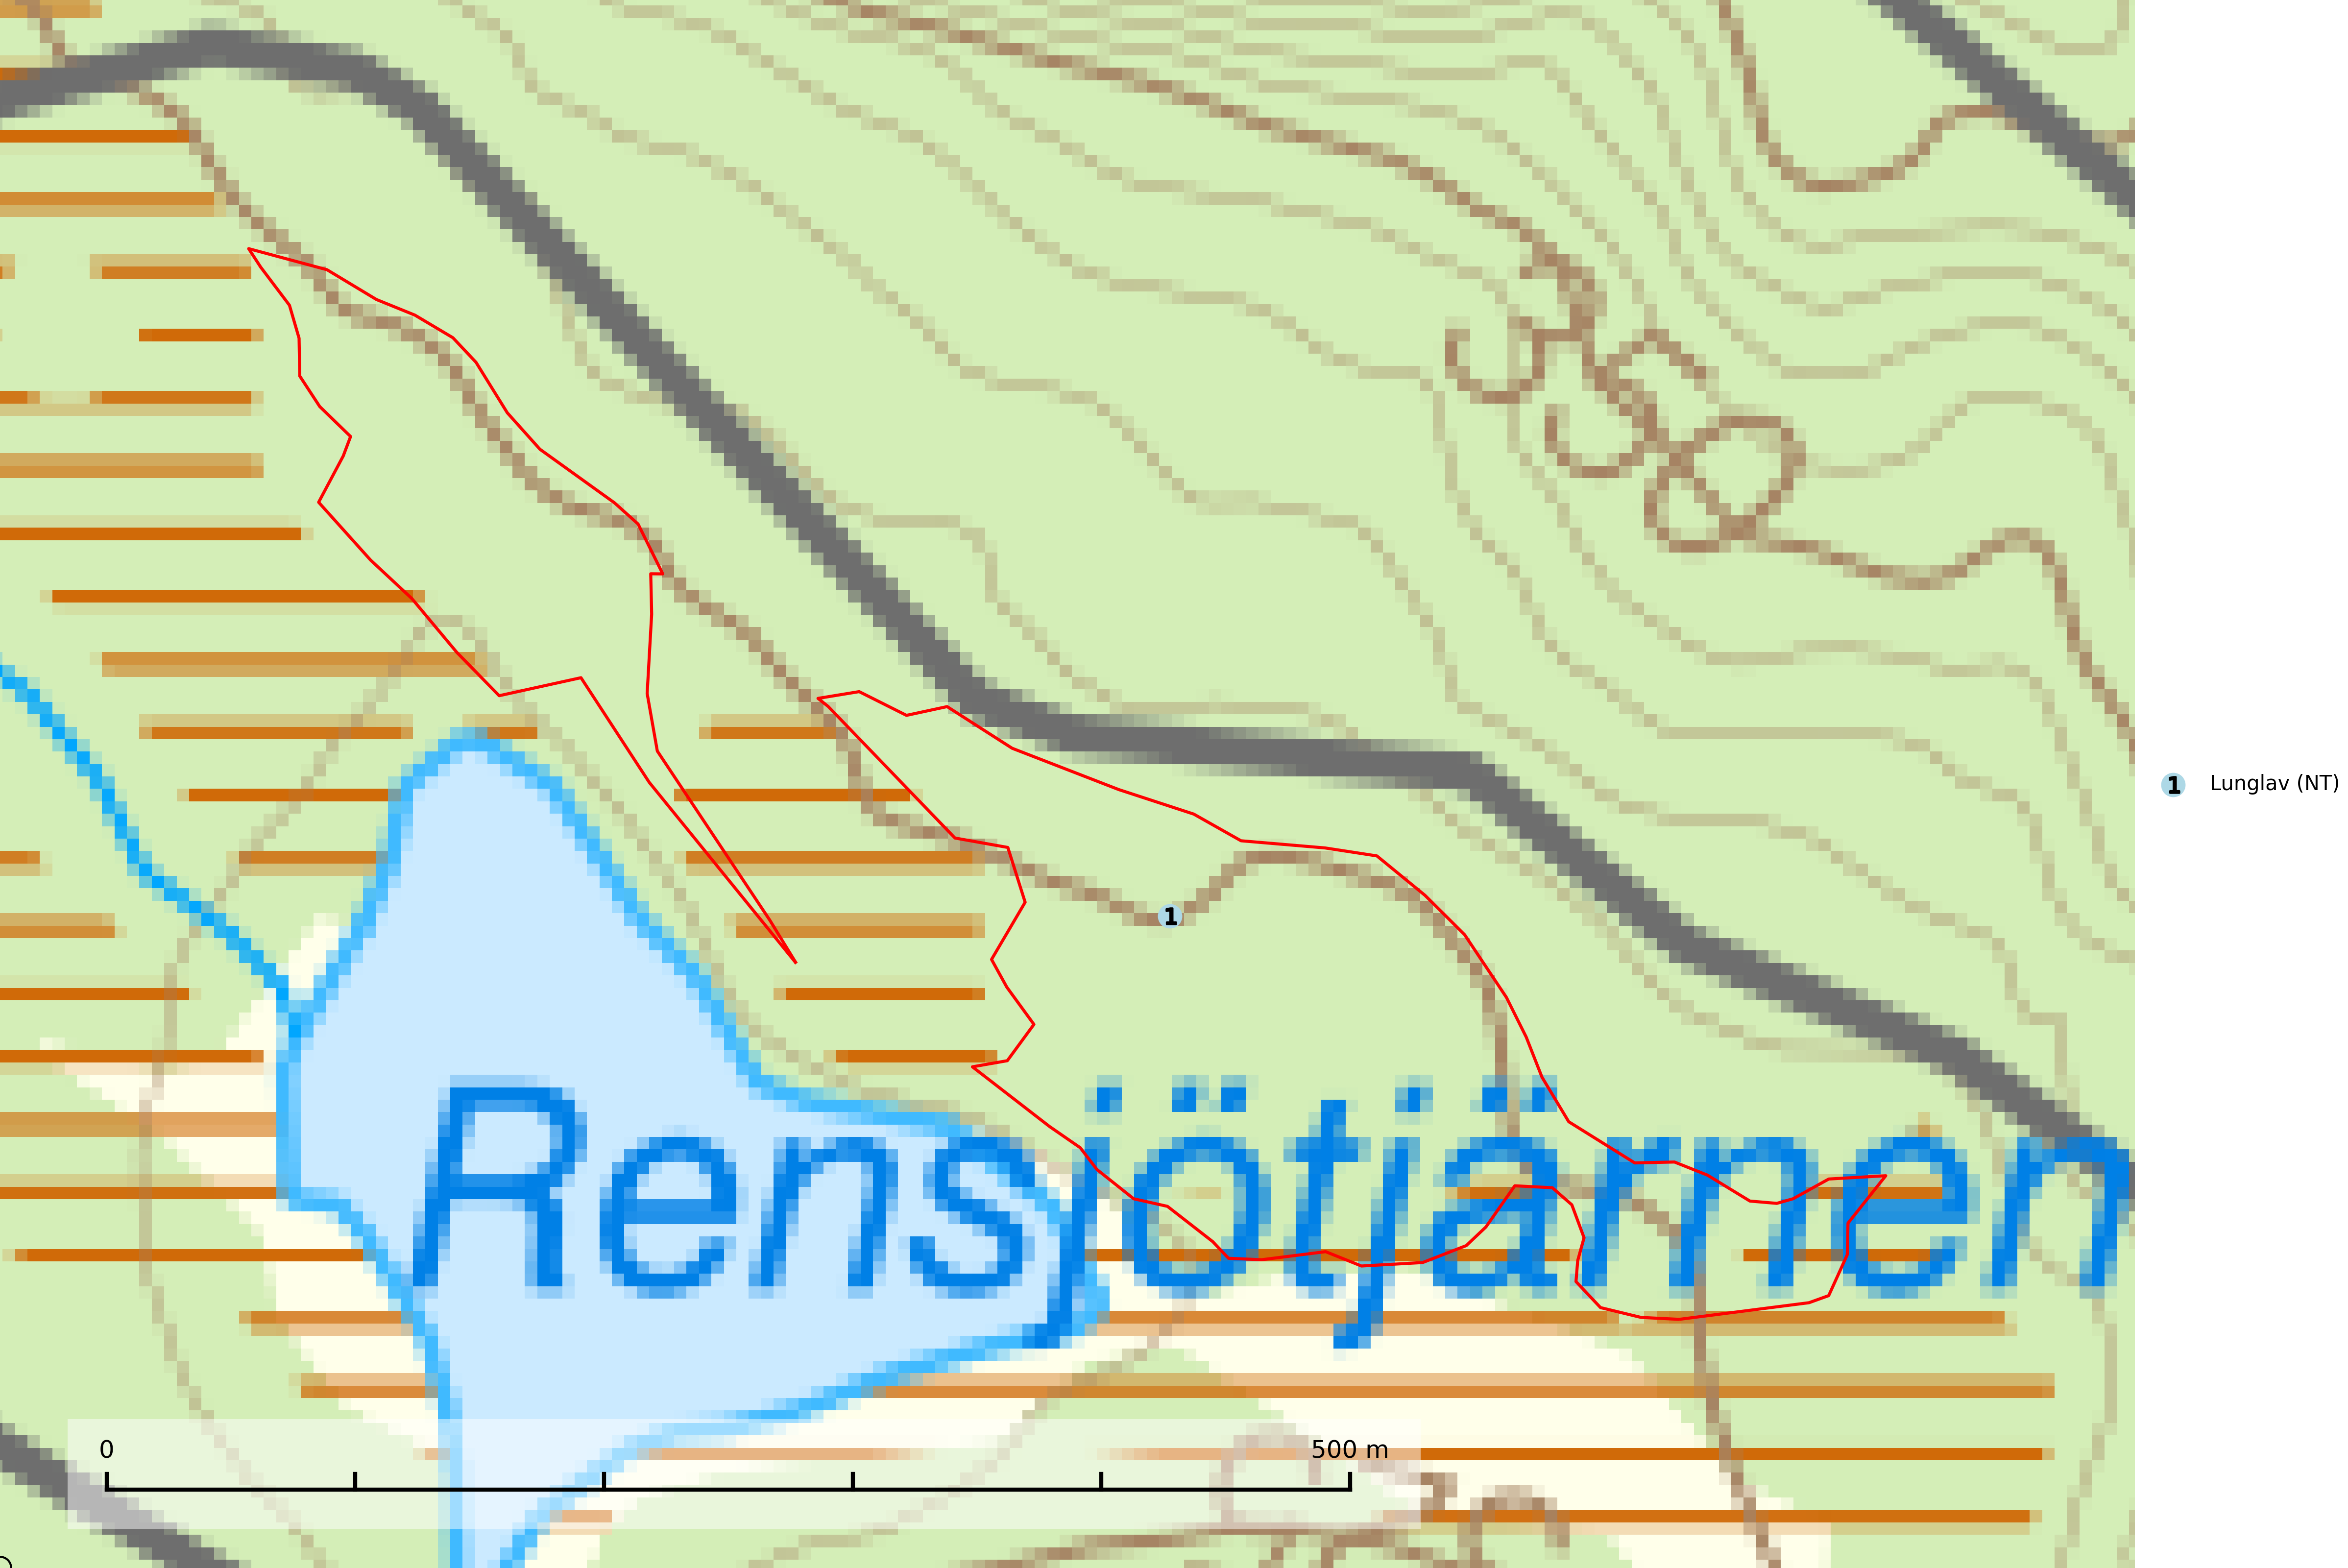 1 Lunglav (NT)
1
Rensjötjärnen
0 500 m